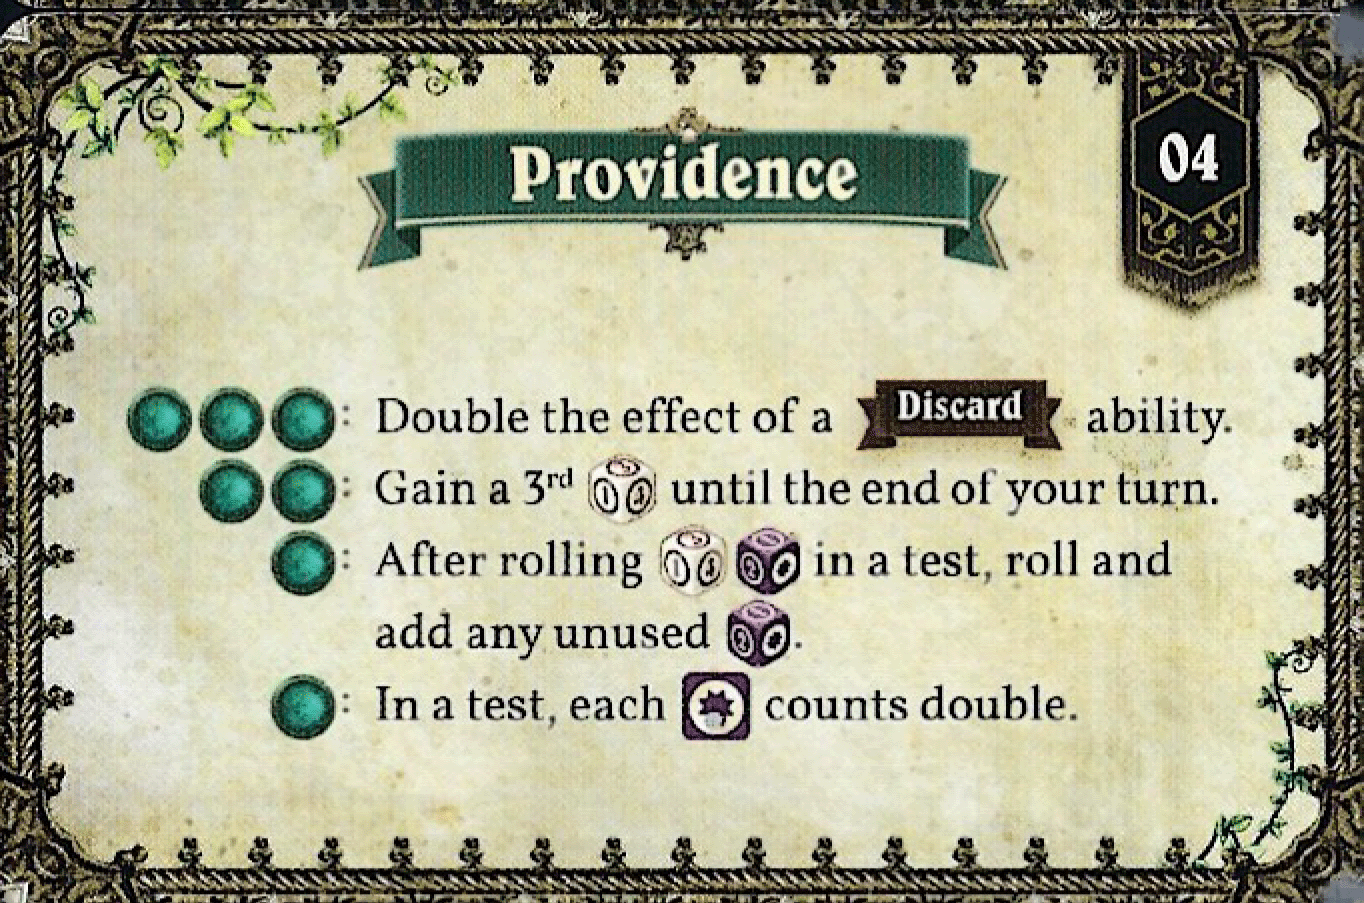 Providence
04
: Double the effect of a Discard ability.
: Gain a 3rd until the end of your turn.
: After rolling in a test, roll and
add any unused .
: In a test, each counts double.